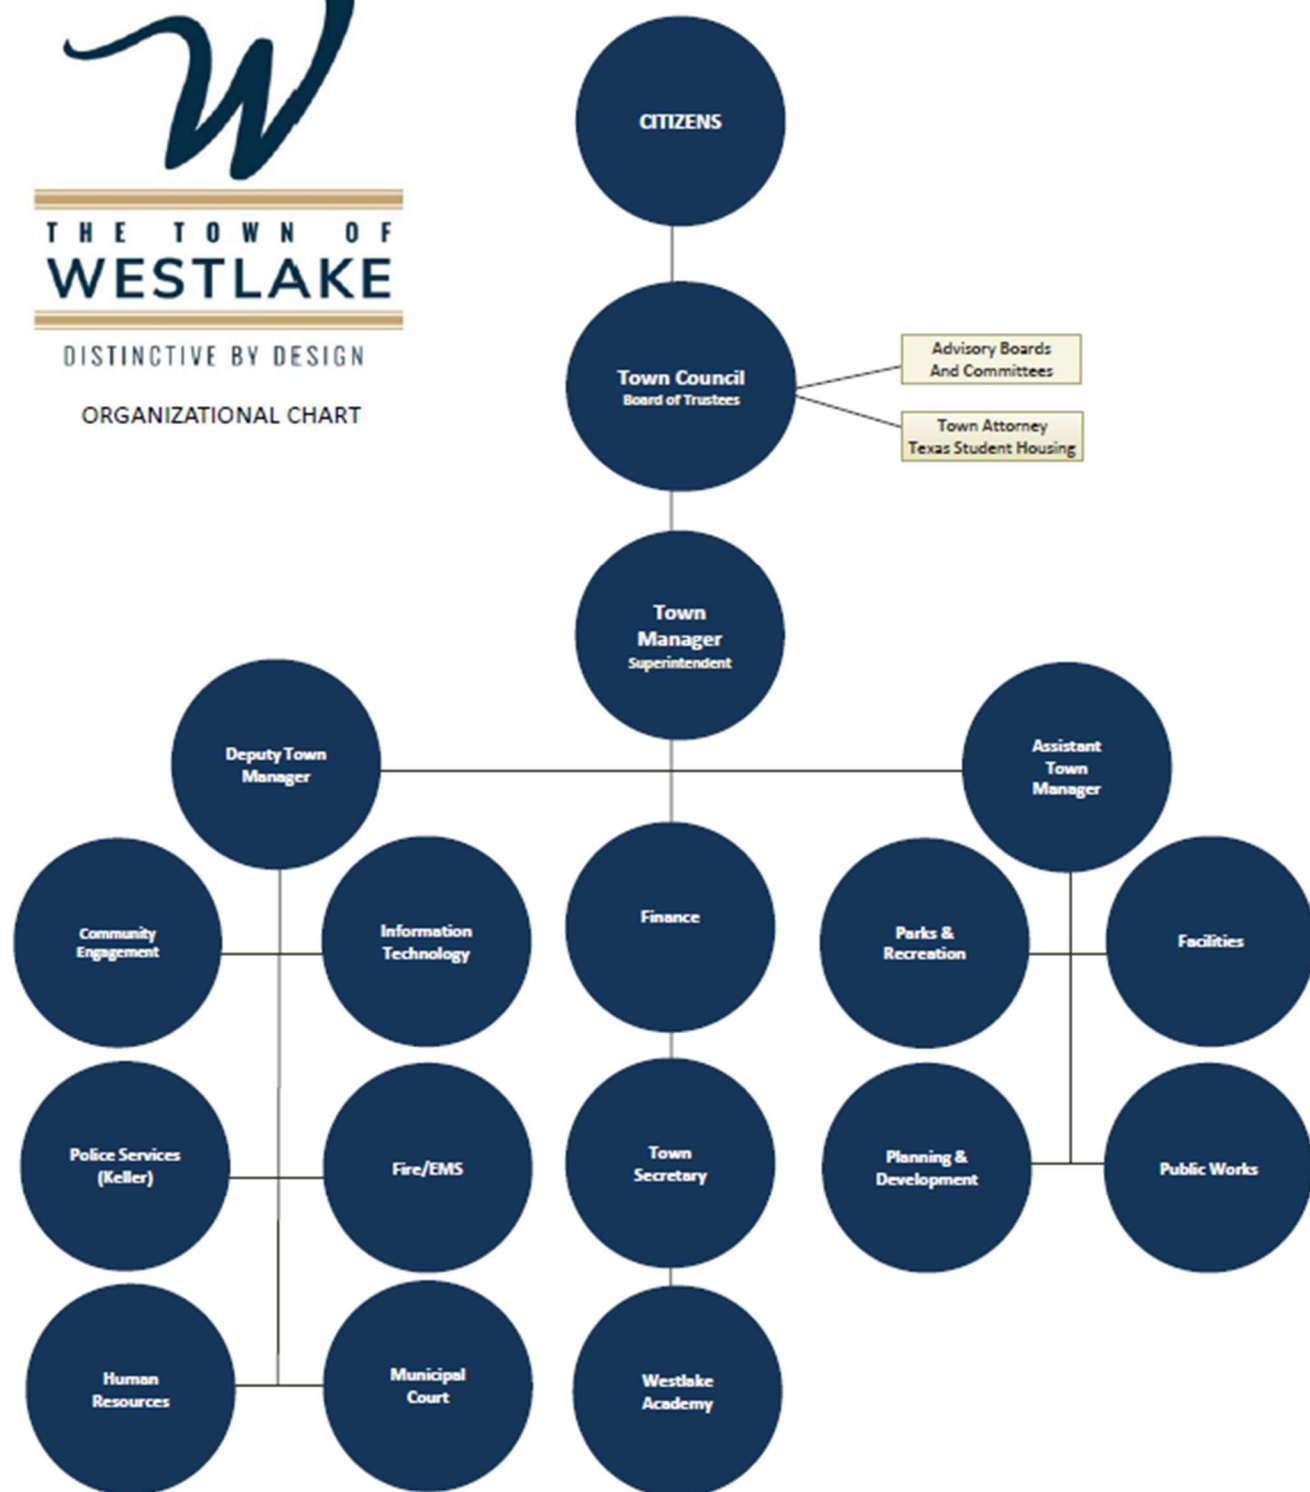 W
THE TOWN OF
WESTLAKE
DISTINCTIVE BY DESIGN
ORGANIZATIONAL CHART
CITIZENS
Town Council
Board of Trustees
Advisory Boards
And Committees
Town Attorney
Texas Student Housing
Town
Manager
Superintendent
Deputy Town
Manager
Assistant
Town
Manager
Community
Engagement
Information
Technology
Finance
Parks &
Recreation
Facilities
Police Services
(Keller)
Fire/EMS
Town
Secretary
Planning &
Development
Public Works
Human
Resources
Municipal
Court
Westlake
Academy